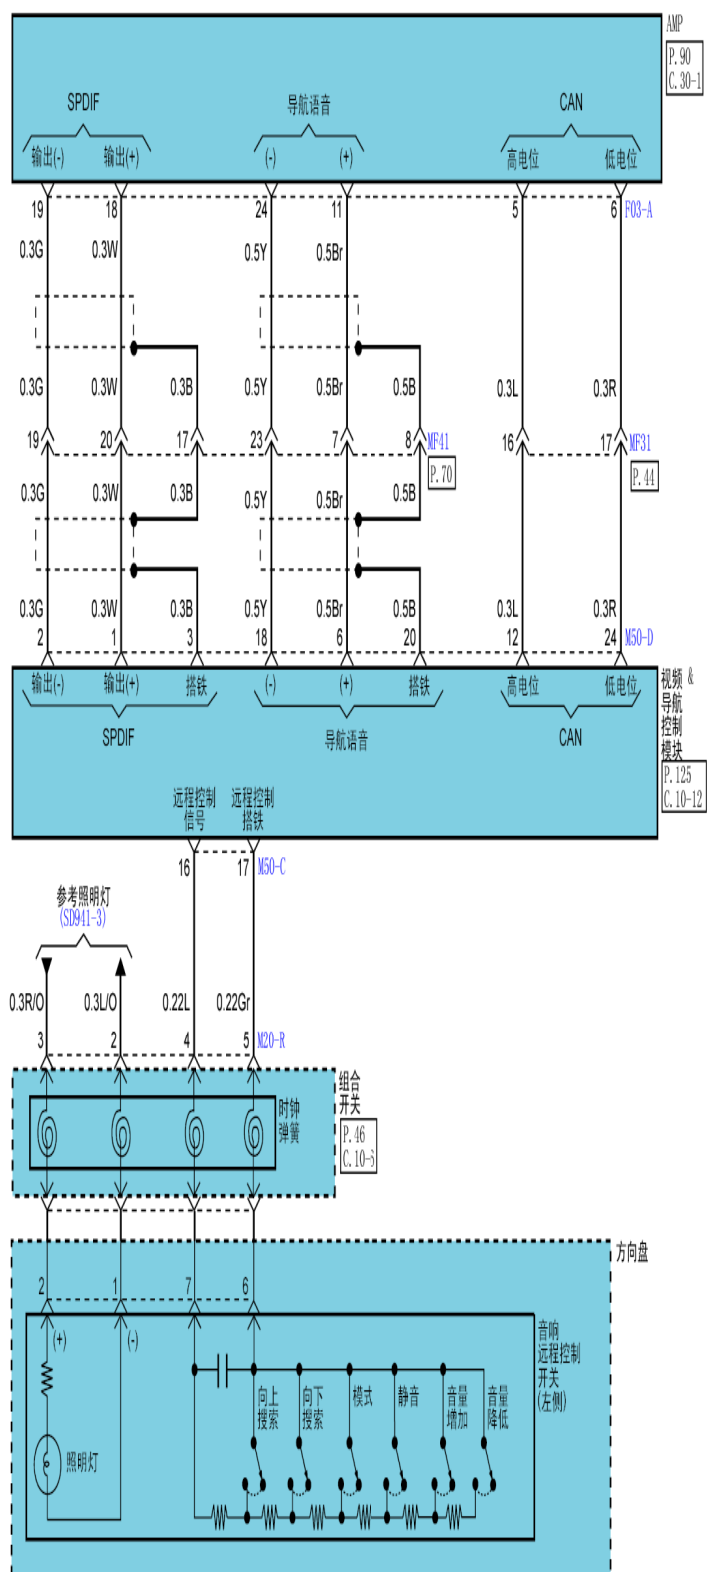 AMP
P.90
C.30-1
SPDIF
导航语音
CAN
输出(-)
输出(+)
(-)
(+)
高电位
低电位
19
18
24
11
5
6
F03-A
0.3G
0.3W
0.5Y
0.5Br
0.3G
0.3W
0.3B
0.5Y
0.5Br
0.5B
0.3L
0.3R
19
20
17
23
7
8
MF41
16
17
MF31
P.70
P.44
0.3G
0.3W
0.3B
0.5Y
0.5Br
0.5B
0.3G
0.3W
0.3B
0.5Y
0.5Br
0.5B
0.3L
0.3R
2
1
3
18
6
20
12
24
M50-D
输出(-)
输出(+)
搭铁
(-)
(+)
搭铁
高电位
低电位
SPDIF
导航语音
CAN
视频 &
导航
控制
模块
P.125
C.10-12
远程控制
信号
远程控制
搭铁
16
17
M50-C
参考照明灯
(SD941-3)
0.3R/O
0.3L/O
0.22L
0.22Gr
3
2
4
5
M20-R
组合
开关
时钟
弹簧
P.46
C.10-3
方向盘
2
1
7
6
(+)
(-)
音响
远程控制
开关
(左侧)
向上
搜索
向下
搜索
模式
静音
音量
增加
音量
降低
照明灯